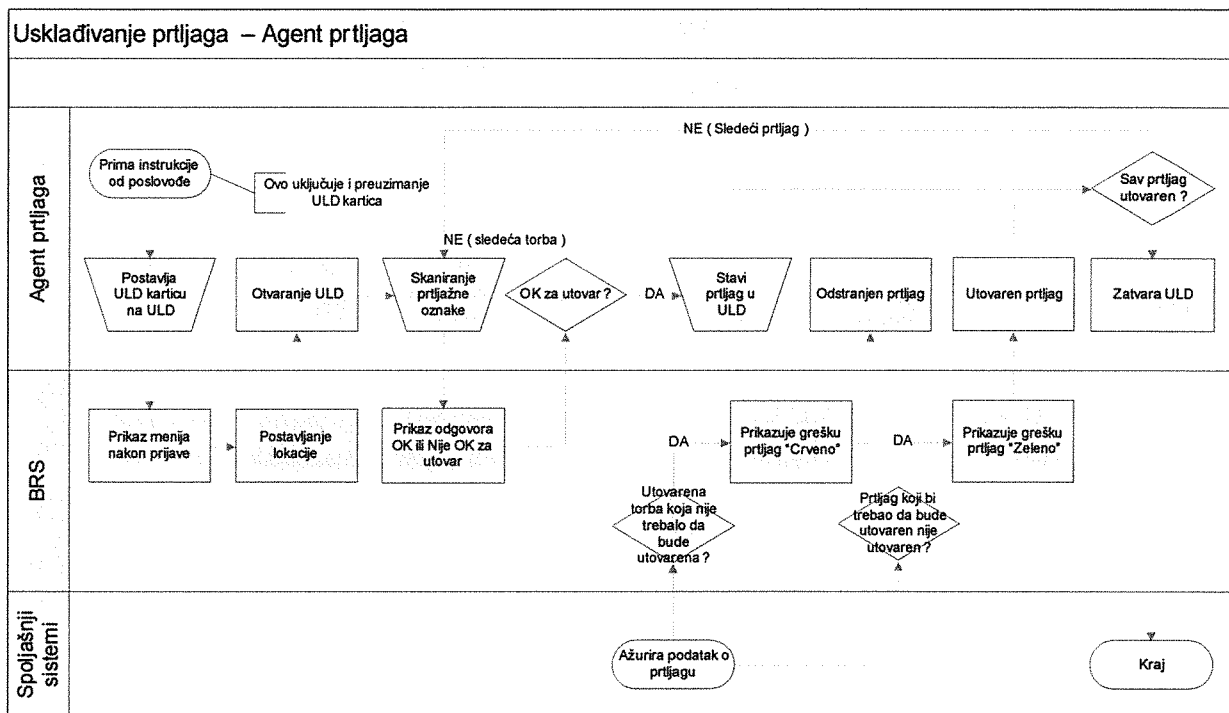 Usklađivanje prtljaga – Agent prtljaga
Agent prtljaga
NE ( Sledeći prtljag )
Prima instrukcije
od poslovođe
Ovo uključuje i preuzimanje
ULD kartica
Sav prtljag
utovaren ?
NE ( sledeća torba )
Postavlja
ULD karticu
na ULD
Otvaranje ULD
Skaniranje
prtljažne
oznake
OK za utovar ?
DA
Stavi
prtljag u
ULD
Odstranjen prtljag
Utovaren prtljag
Zatvara ULD
BRS
Prikaz menija
nakon prijave
Postavljanje
lokacije
Prikaz odgovora
OK ili Nije OK za
utovar
DA
Prikazuje grešku
prtljag "Crveno"
DA
Prikazuje grešku
prtljag "Zeleno"
Utovarena
torba koja nije
trebalo da
bude
utovarena ?
Prtljag koji bi
trebao da bude
utovaren nije
utovaren ?
Spoljašnji
sistemi
Ažurira podatak o
prtljagu
Kraj